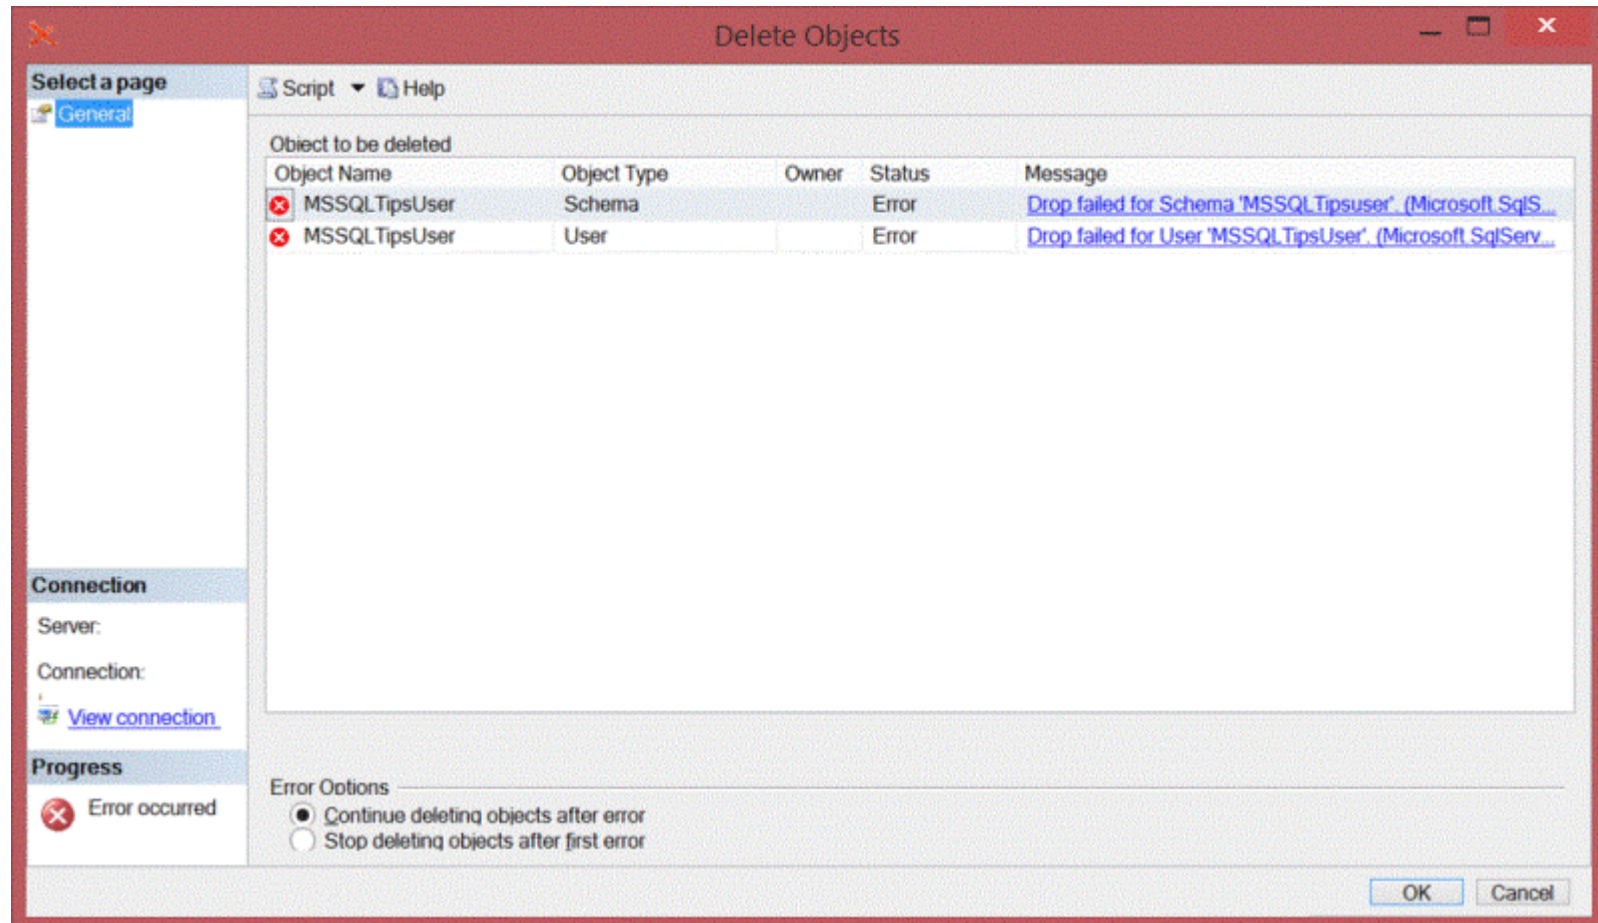 Delete Objects
Select a page
General
Script Help
Object to be deleted
Object Name Object Type Owner Status Message
MSSQLTipsUser Schema Error Drop failed for Schema 'MSSQLTipsuser'. (Microsoft.SqlS...
MSSQLTipsUser User Error Drop failed for User 'MSSQLTipsUser'. (Microsoft.SqlServ...
Connection
Server:
Connection:
View connection
Progress
Error occurred
Error Options
Continue deleting objects after error
Stop deleting objects after first error
OK Cancel